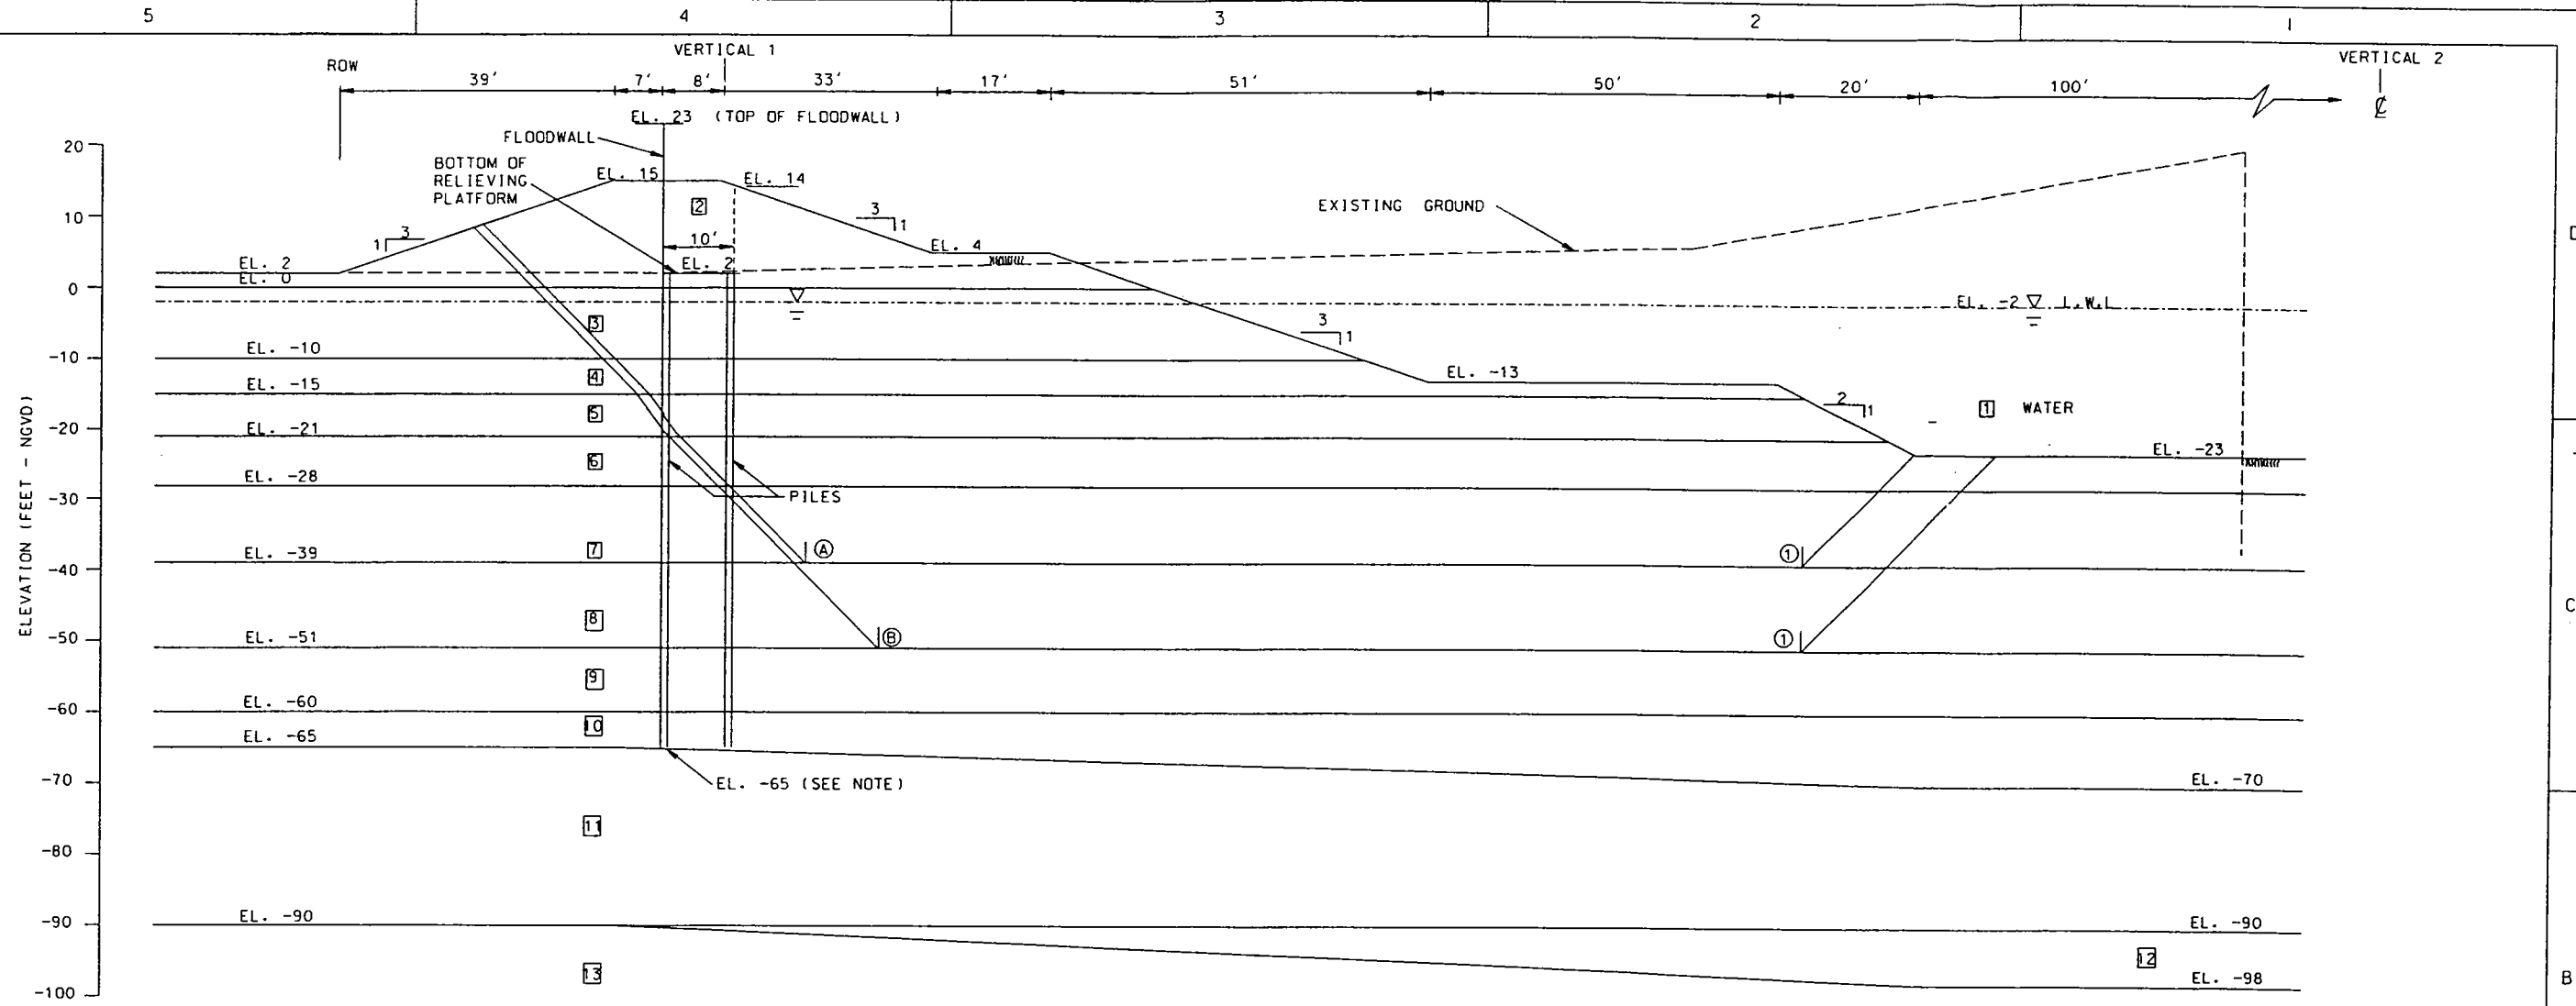 5 4 3 2 1
VERTICAL 1
VERTICAL 2
ROW
39' 7' 8' 33' 17' 51' 50' 20' 100'
℄
EL. 23 (TOP OF FLOODWALL)
FLOODWALL
BOTTOM OF
RELIEVING
PLATFORM
EL. 15
EL. 14
2
3
1
3
1
10'
EXISTING GROUND
EL. 4
EL. 2
EL. 2
EL. 0
EL. -2 L.W.L
3
3
1
EL. -10
4
EL. -13
EL. -15
2
1
1 WATER
5
EL. -21
6
EL. -23
EL. -28
PILES
7
A
1
EL. -39
8
B
1
EL. -51
9
EL. -60
10
EL. -65
EL. -65 (SEE NOTE)
EL. -70
11
EL. -90
EL. -90
12
13
EL. -98
ELEVATION (FEET - NGVD)
20
10
0
-10
-20
-30
-40
-50
-60
-70
-80
-90
-100
C
B